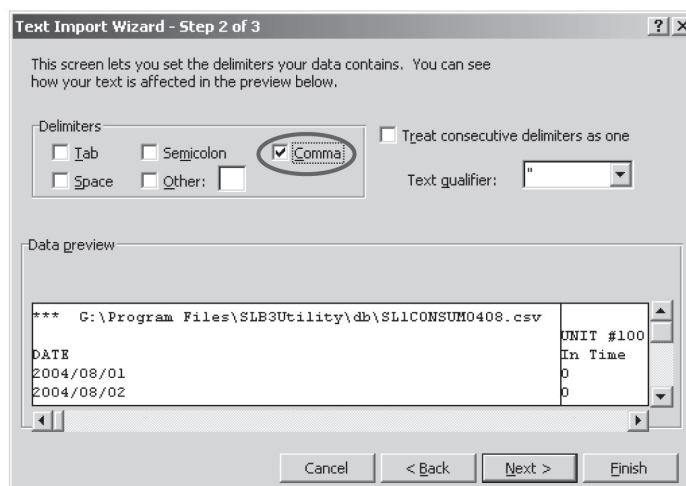 Text Import Wizard - Step 2 of 3
This screen lets you set the delimiters your data contains. You can see
how your text is affected in the preview below.
Delimiters
Tab Semicolon Comma
Space Other:
Treat consecutive delimiters as one
Text qualifier: "
Data preview
*** G:\Program Files\SLB3Utility\db\SL1CONSUM0408.csv
UNIT #100
DATE In Time
2004/08/01 0
2004/08/02 0
Cancel < Back Next > Finish